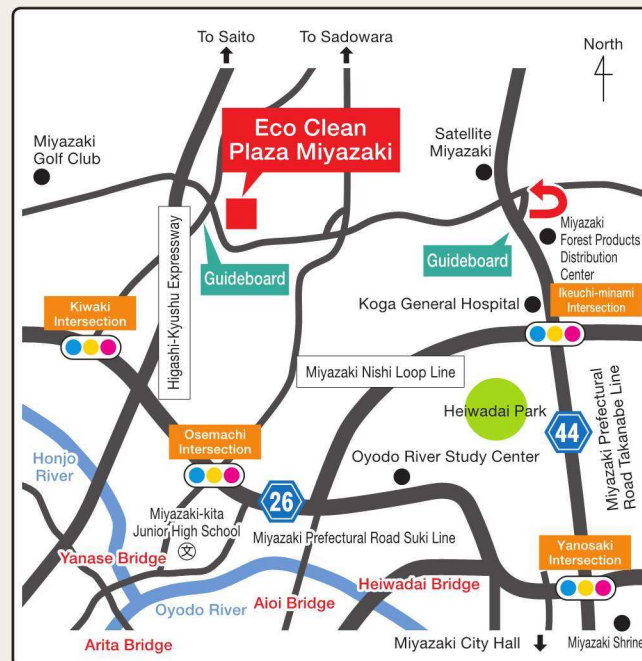 To Saito
To Sadowara
North
Eco Clean
Plaza Miyazaki
Miyazaki
Golf Club
Satellite
Miyazaki
Guideboard
Guideboard
Miyazaki
Forest Products
Distribution
Center
Higashi-Kyushu Expressway
Kiwaki
Intersection
Koga General Hospital
Ikeuchi-minami
Intersection
Miyazaki Nishi Loop Line
Heiwadai Park
44
Miyazaki Prefectural
Road Takanabe Line
Osemachi
Intersection
Honjo
River
Oyodo River Study Center
26
Miyazaki-kita
Junior High School
文
Miyazaki Prefectural Road Suki Line
Yanosaki
Intersection
Yanase Bridge
Heiwadai Bridge
Oyodo River
Aioi Bridge
Arita Bridge
Miyazaki City Hall
Miyazaki Shrine